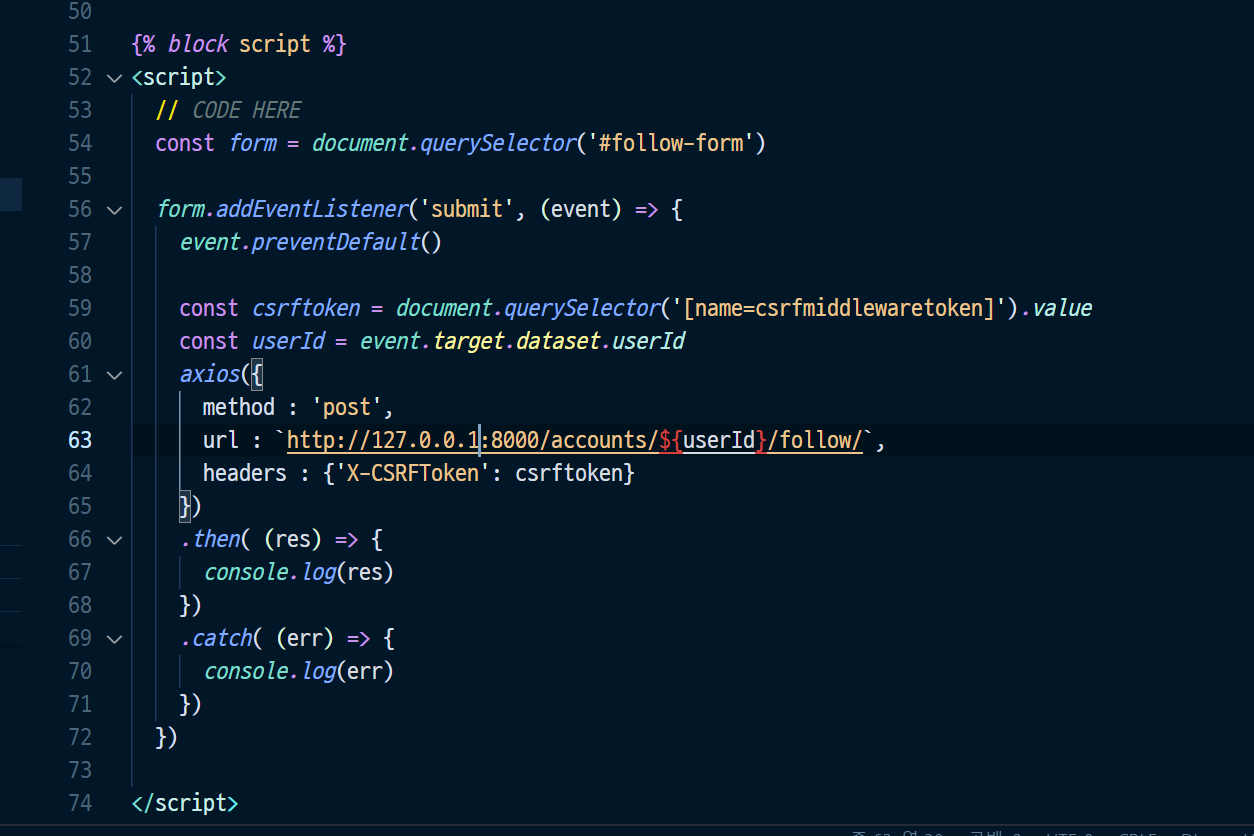 50
51 {% block script %}
52 <script>
53 // CODE HERE
54 const form = document.querySelector('#follow-form')
55
56 form.addEventListener('submit', (event) => {
57 event.preventDefault()
58
59 const csrftoken = document.querySelector('[name=csrfmiddlewaretoken]').value
60 const userId = event.target.dataset.userId
61 axios({
62 method : 'post',
63 url : `http://127.0.0.1:8000/accounts/${userId}/follow/`,
64 headers : {'X-CSRFToken': csrftoken}
65 })
66 .then( (res) => {
67 console.log(res)
68 })
69 .catch( (err) => {
70 console.log(err)
71 })
72 })
73
74 </script>